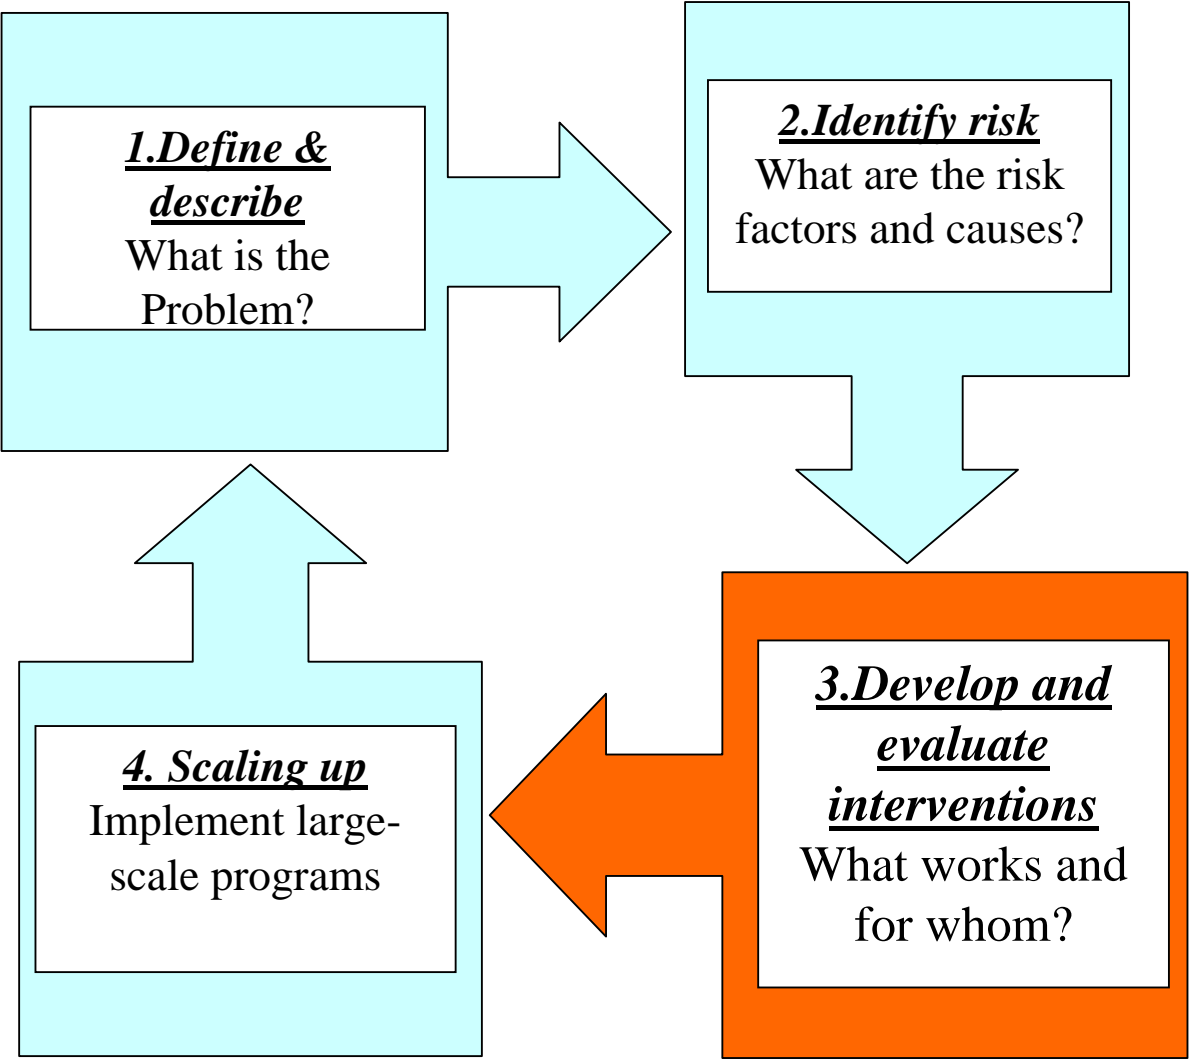 1.Define &
describe
What is the
Problem?
2.Identify risk
What are the risk
factors and causes?
3.Develop and
evaluate
interventions
What works and
for whom?
4. Scaling up
Implement large-
scale programs